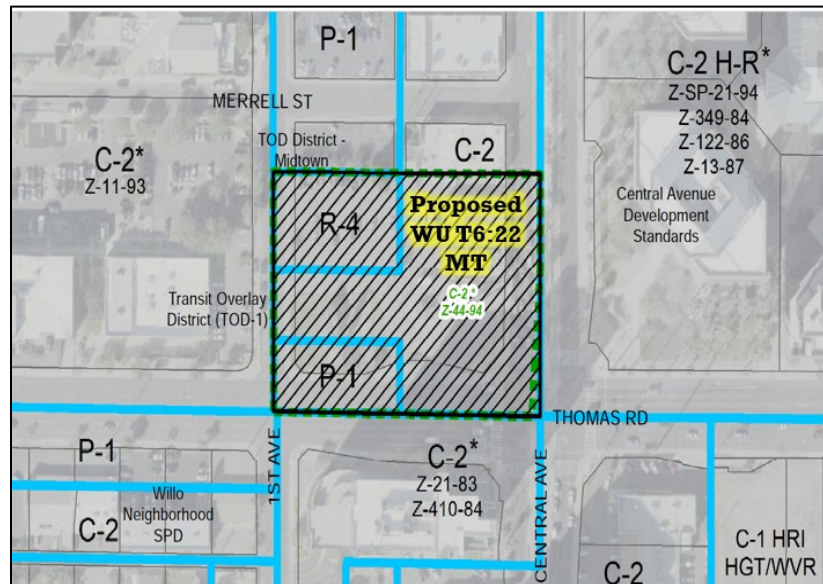 P-1
C-2 H-R*
Z-SP-21-94
Z-349-84
Z-122-86
Z-13-87
MERRELL ST
TOD District -
Midtown
C-2*
Z-11-93
C-2
Central Avenue
Development
Standards
Proposed
WU T6:22
MT
R-4
C-2 *
Z-44-94
Transit Overlay
District (TOD-1)
P-1
THOMAS RD
1ST AVE
CENTRAL AVE
P-1
C-2*
Z-21-83
Z-410-84
Willo
Neighborhood
SPD
C-2
C-2
C-1 HRI
HGT/WVR